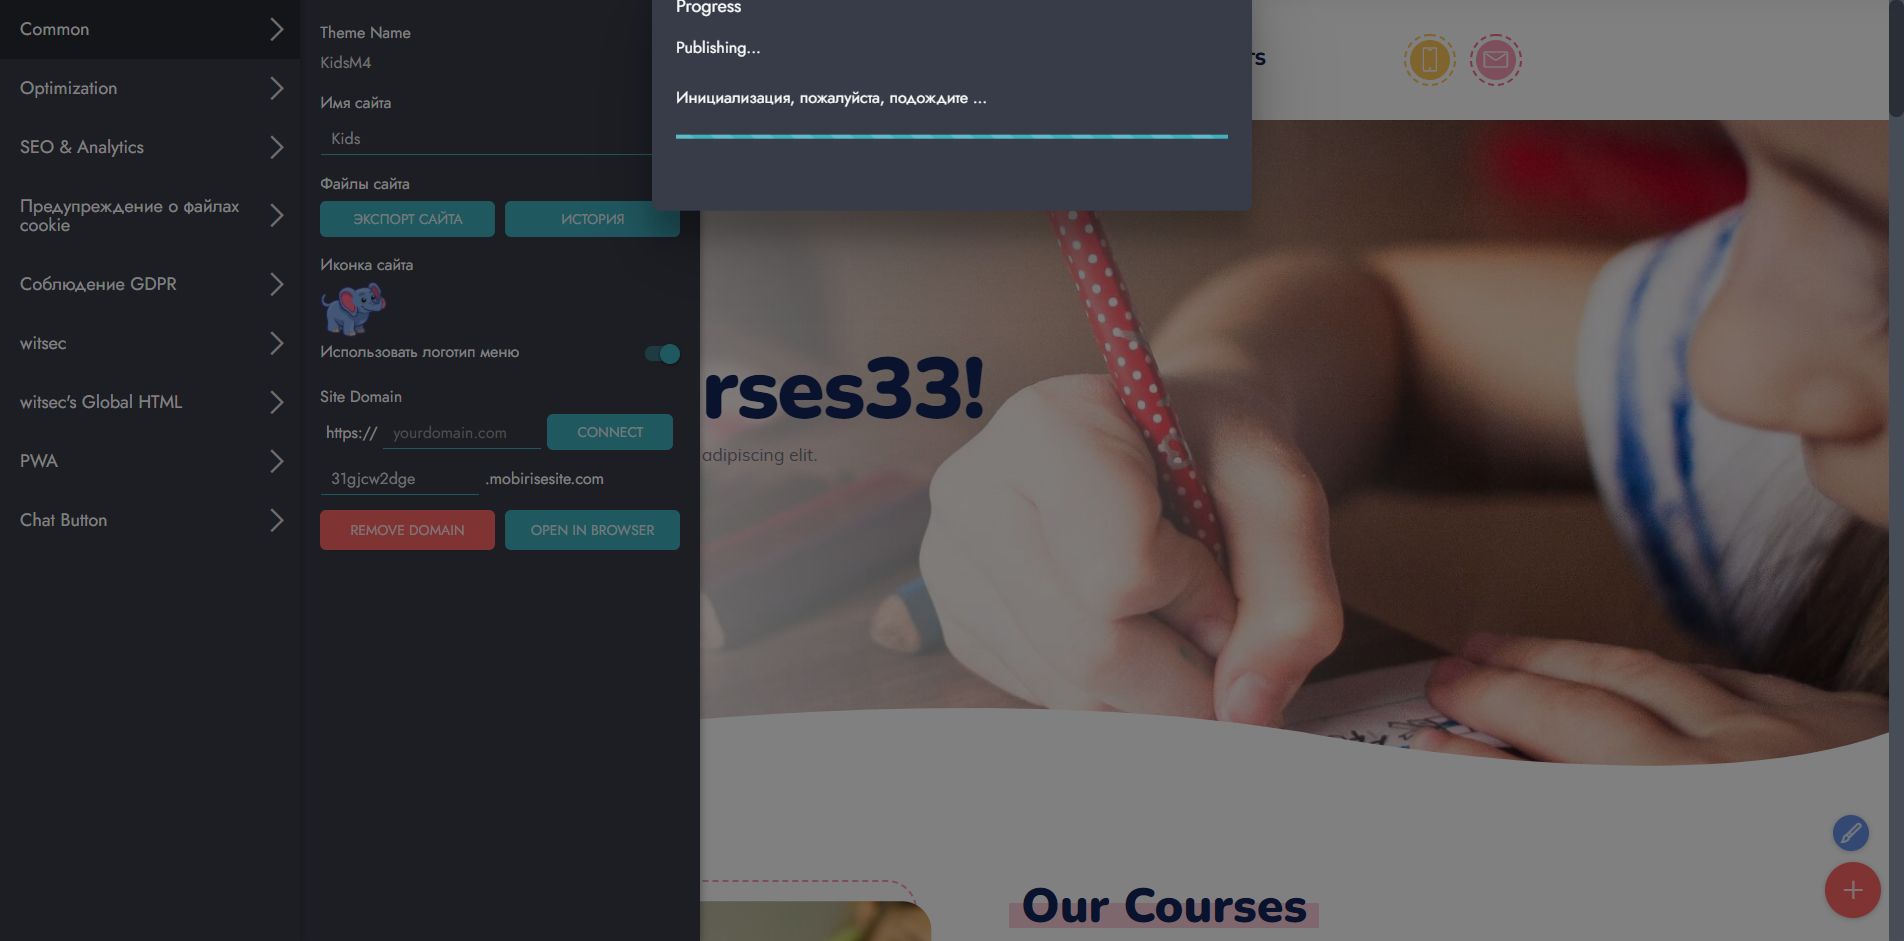 Common
Optimization
SEO & Analytics
Предупреждение о файлах
cookie
Соблюдение GDPR
witsec
witsec's Global HTML
PWA
Chat Button
Theme Name
KidsM4
Имя сайта
Kids
Файлы сайта
ЭКСПОРТ САЙТА ИСТОРИЯ
Иконка сайта
Использовать логотип меню
Site Domain
https:// yourdomain.com CONNECT
31gjcw2dge .mobirisesite.com
REMOVE DOMAIN OPEN IN BROWSER
Progress
Publishing...
Инициализация, пожалуйста, подождите ...
rses33!
adipiscing elit.
Our Courses